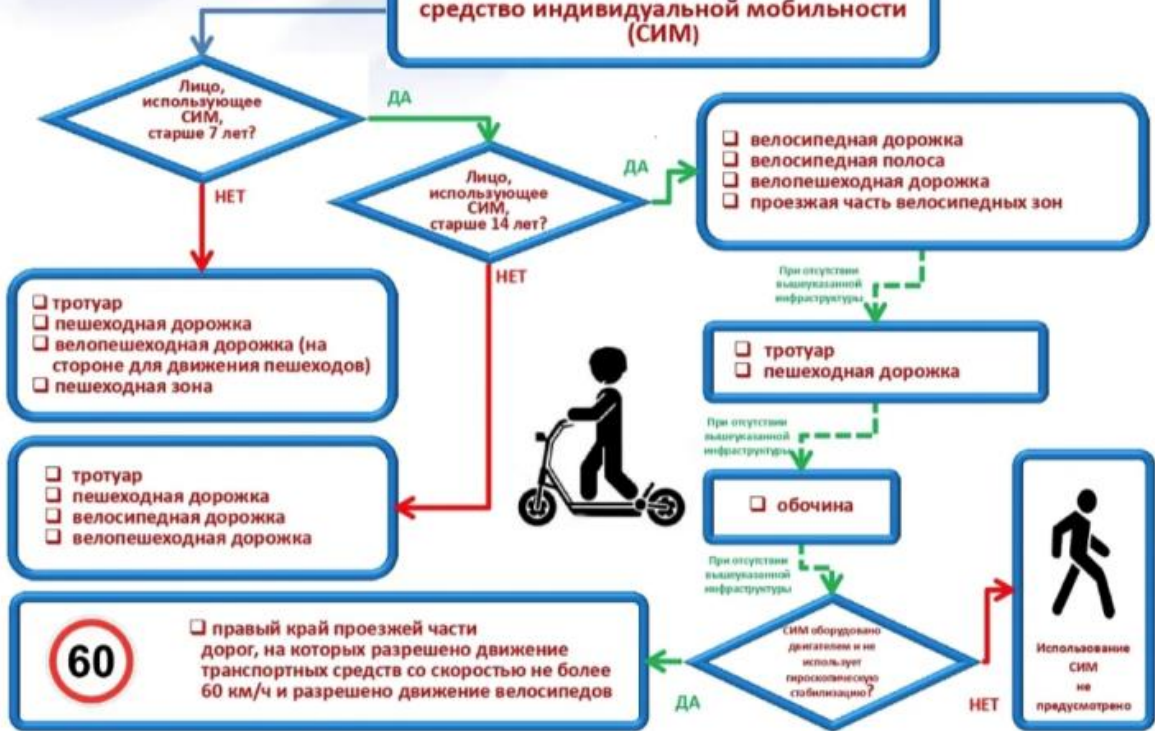 средство индивидуальной мобильности
(СИМ)
Лицо,
использующее
СИМ,
старше 7 лет?
ДА
НЕТ
Лицо,
использующее
СИМ,
старше 14 лет?
ДА
НЕТ
велосипедная дорожка
велосипедная полоса
велопешеходная дорожка
проезжая часть велосипедных зон
При отсутствии
вышеуказанной
инфраструктуры
тротуар
пешеходная дорожка
велопешеходная дорожка (на
стороне для движения пешеходов)
пешеходная зона
тротуар
пешеходная дорожка
При отсутствии
вышеуказанной
инфраструктуры
тротуар
пешеходная дорожка
велосипедная дорожка
велопешеходная дорожка
обочина
При отсутствии
вышеуказанной
инфраструктуры
60
правый край проезжей части
дорог, на которых разрешено движение
транспортных средств со скоростью не более
60 км/ч и разрешено движение велосипедов
СИМ оборудовано
двигателем и не
использует
гироскопическую
стабилизацию?
ДА
НЕТ
Использование
СИМ
не
предусмотрено